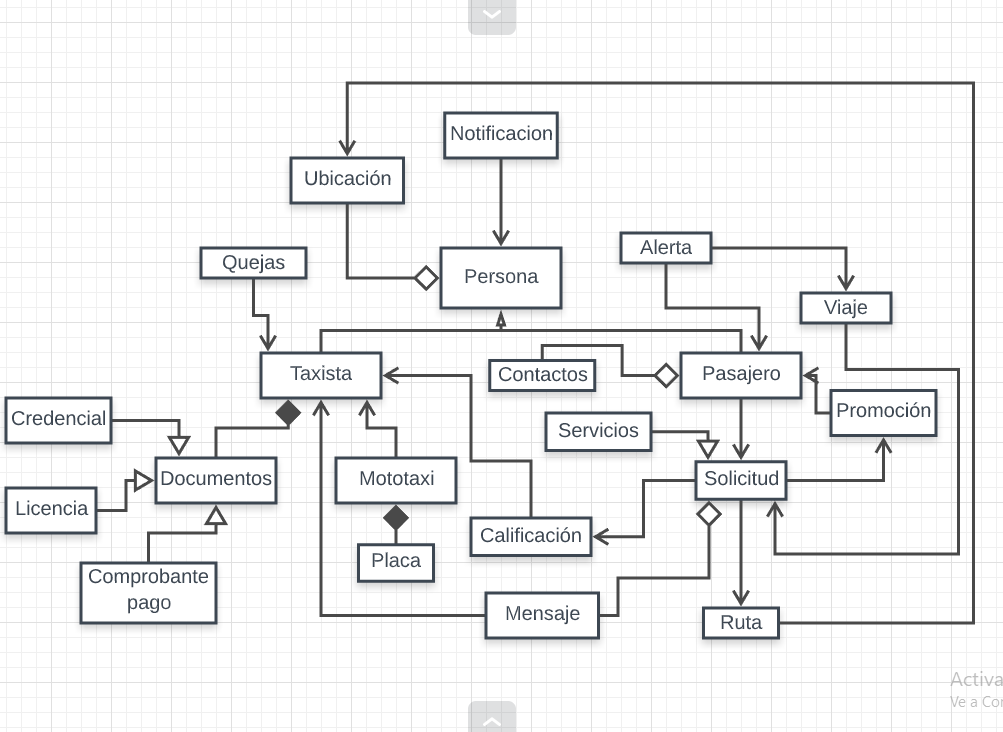 Notificacion
Ubicación
Quejas
Persona
Alerta
Viaje
Taxista
Contactos
Pasajero
Credencial
Servicios
Promoción
Documentos
Mototaxi
Solicitud
Licencia
Calificación
Placa
Comprobante
pago
Mensaje
Ruta
Activa
Ve a Con